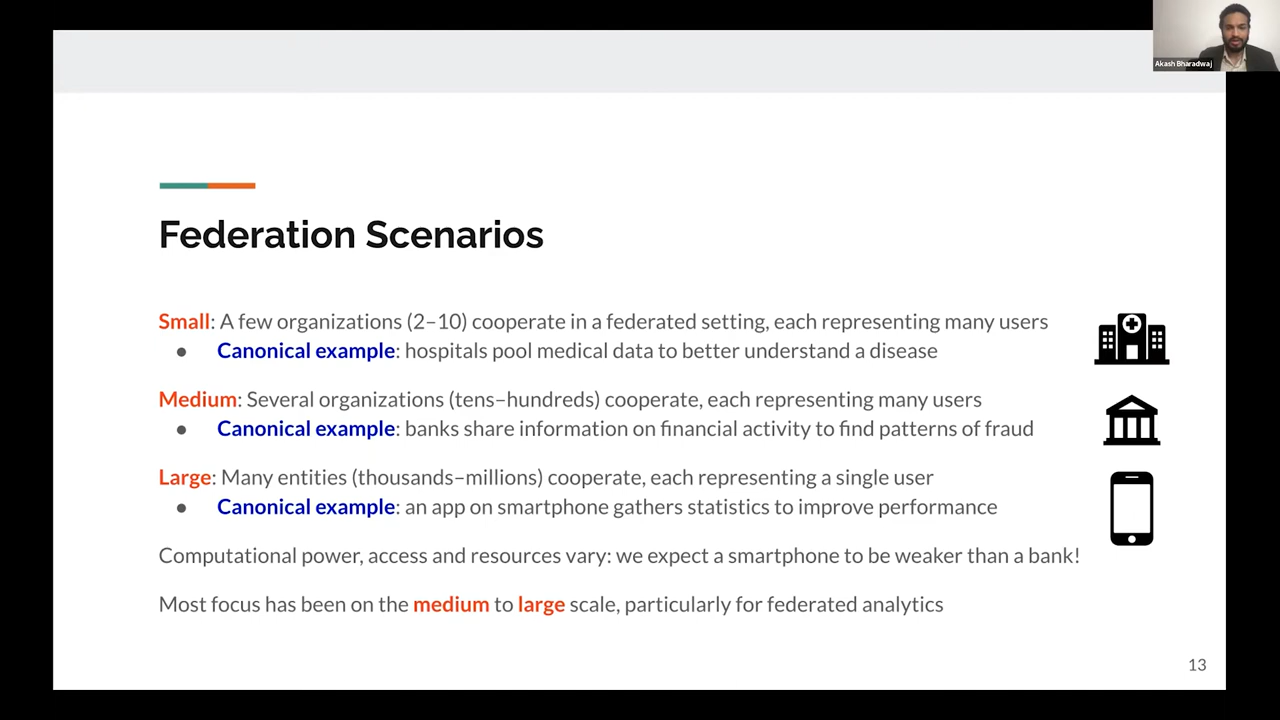 Akash Bharadwaj
Federation Scenarios
Small: A few organizations (2–10) cooperate in a federated setting, each representing many users
● Canonical example: hospitals pool medical data to better understand a disease
Medium: Several organizations (tens–hundreds) cooperate, each representing many users
● Canonical example: banks share information on financial activity to find patterns of fraud
Large: Many entities (thousands–millions) cooperate, each representing a single user
● Canonical example: an app on smartphone gathers statistics to improve performance
Computational power, access and resources vary: we expect a smartphone to be weaker than a bank!
Most focus has been on the medium to large scale, particularly for federated analytics
13